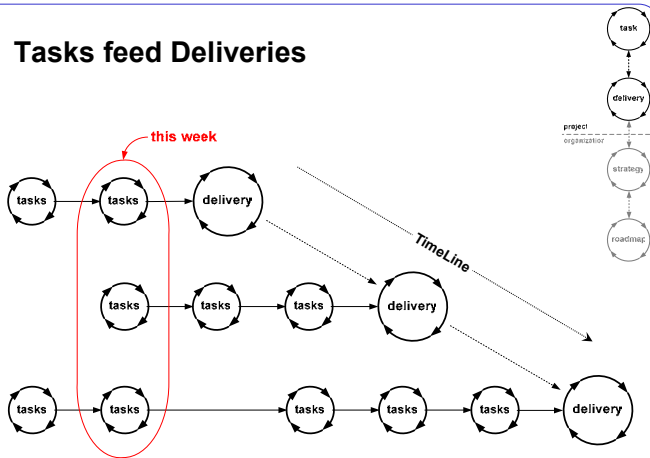 Tasks feed Deliveries
task
delivery
project
organization
strategy
roadmap
this week
tasks
tasks
delivery
TimeLine
tasks
tasks
tasks
delivery
tasks
tasks
tasks
tasks
tasks
delivery